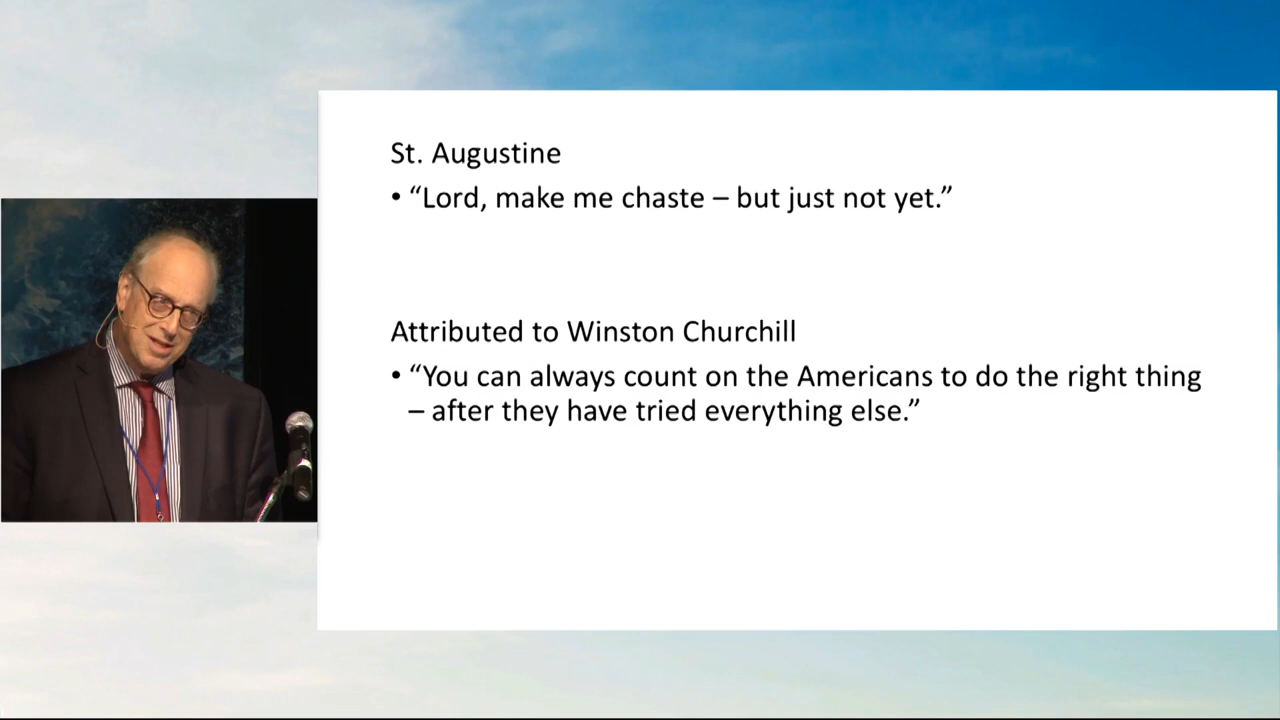 St. Augustine
• “Lord, make me chaste – but just not yet.”
Attributed to Winston Churchill
• “You can always count on the Americans to do the right thing
– after they have tried everything else.”